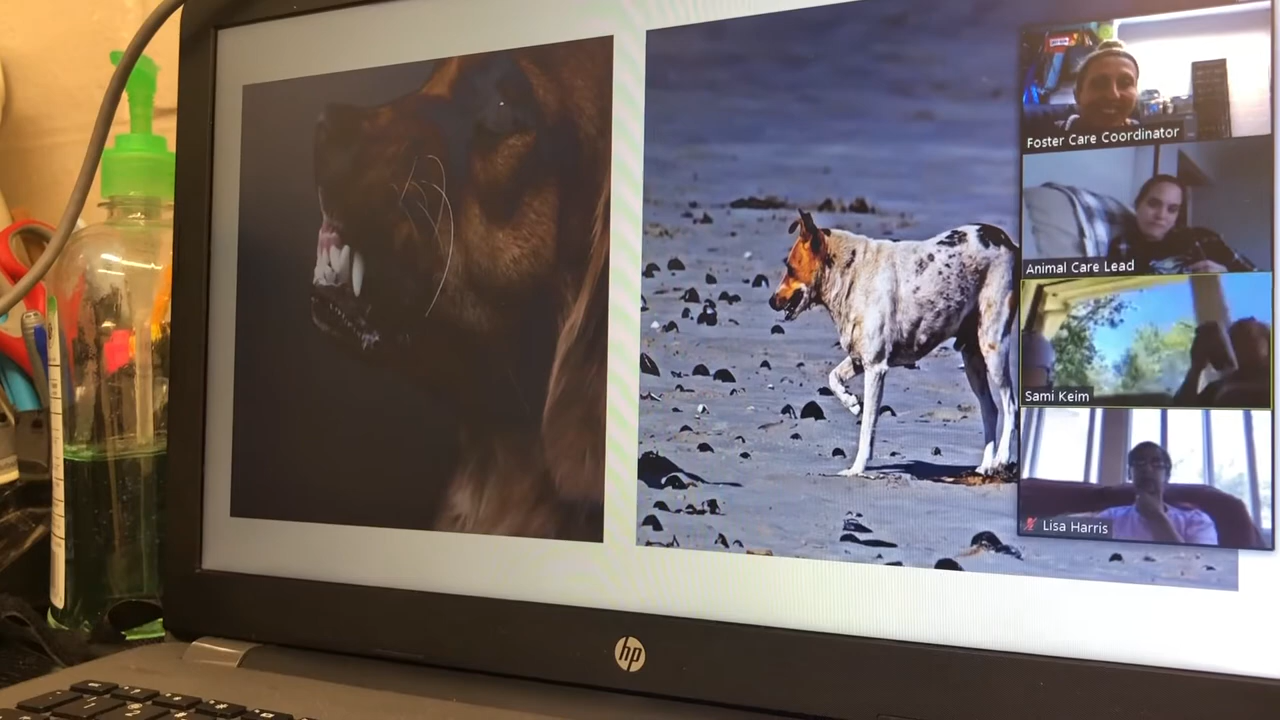 Foster Care Coordinator
Animal Care Lead
Sami Keim
Lisa Harris
hp